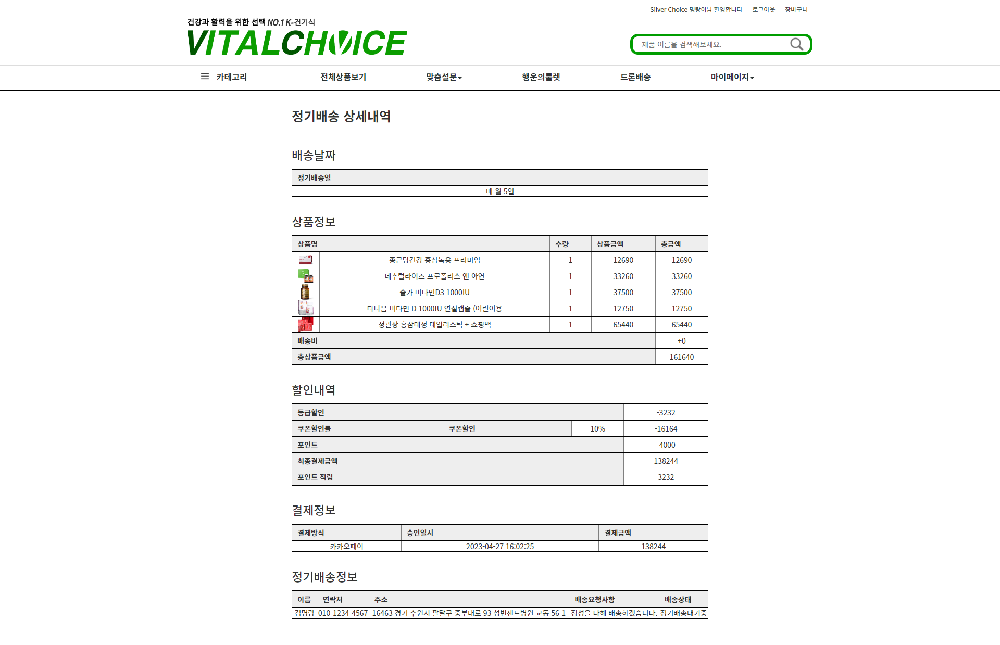 Silver Choice 명랑이님 환영합니다 로그아웃 장바구니
건강과 활력을 위한 선택 NO.1 K-건기식
VITALCHOICE
제품 이름을 검색해보세요.
카테고리 전체상품보기 맞춤설문 행운의룰렛 드론배송 마이페이지
정기배송 상세내역
배송날짜
정기배송일
매 월 5일
상품정보
상품명 수량 상품금액 총금액
종근당건강 홍삼녹용 프리미엄 1 12690 12690
네추럴라이즈 프로폴리스 앤 아연 1 33260 33260
솔가 비타민D3 1000IU 1 37500 37500
다나음 비타민 D 1000IU 연질캡슐 (어린이용 1 12750 12750
정관장 홍삼대정 데일리스틱 + 쇼핑백 1 65440 65440
배송비 +0
총상품금액 161640
할인내역
등급할인 -3232
쿠폰할인률 쿠폰할인 10% -16164
포인트 -4000
최종결제금액 138244
포인트 적립 3232
결제정보
결제방식 승인일시 결제금액
카카오페이 2023-04-27 16:02:25 138244
정기배송정보
이름 연락처 주소 배송요청사항 배송상태
김명랑 010-1234-4567 16463 경기 수원시 팔달구 중부대로 93 성빈센트병원 교동 56-1 정성을 다해 배송하겠습니다. 정기배송대기중